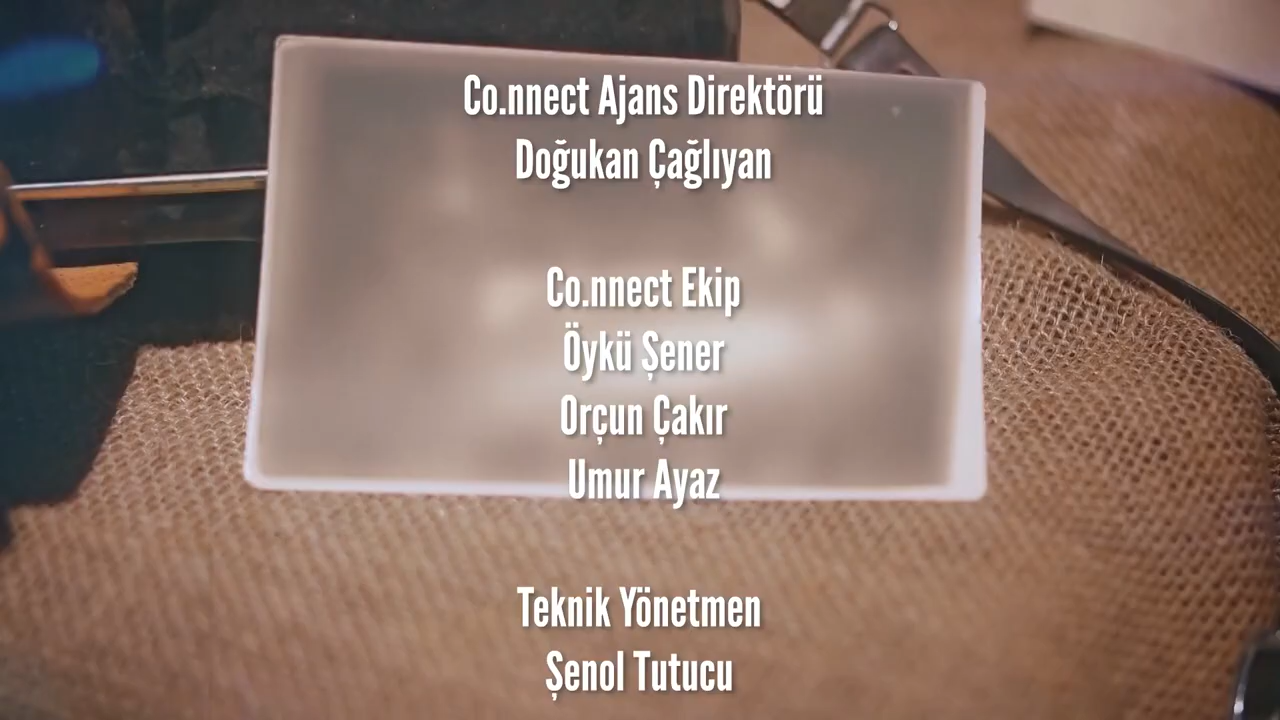 Co.nnect Ajans Direktörü
Doğukan Çağlıyan
Co.nnect Ekip
Öykü Şener
Orçun Çakır
Umur Ayaz
Teknik Yönetmen
Şenol Tutucu